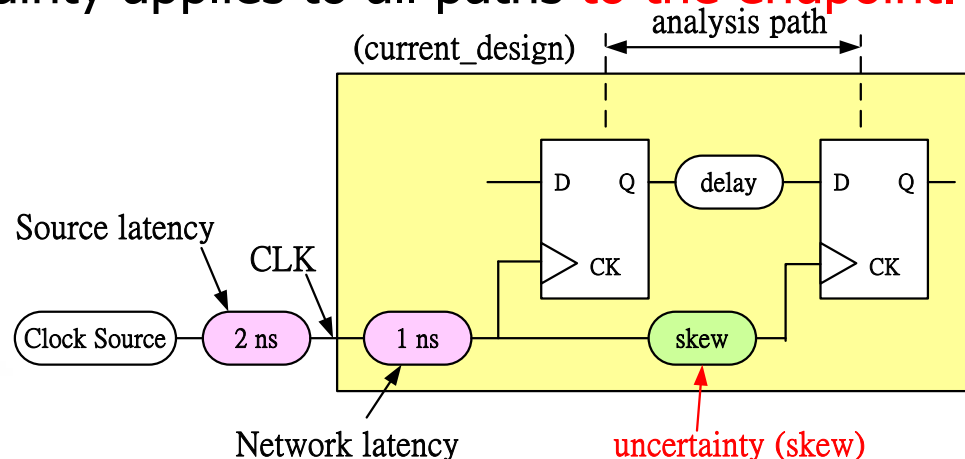 ainty applies to all paths to the endpoint.
analysis path
(current_design)
D Q delay D Q
Source latency
CLK
CK CK
Clock Source 2 ns 1 ns skew
Network latency uncertainty (skew)